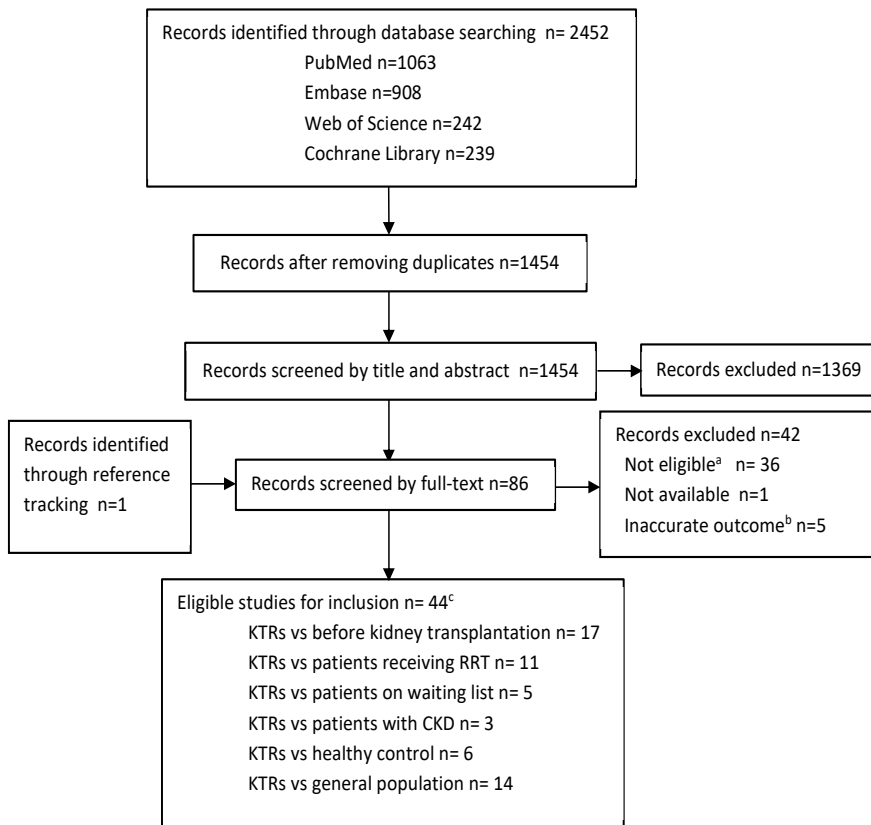 Records identified through database searching n= 2452
PubMed n=1063
Embase n=908
Web of Science n=242
Cochrane Library n=239
Records after removing duplicates n=1454
Records screened by title and abstract n=1454
Records excluded n=1369
Records identified
through reference
tracking n=1
Records screened by full-text n=86
Records excluded n=42
Not eligibleᵃ n= 36
Not available n=1
Inaccurate outcomeᵇ n=5
Eligible studies for inclusion n= 44ᶜ
KTRs vs before kidney transplantation n= 17
KTRs vs patients receiving RRT n= 11
KTRs vs patients on waiting list n= 5
KTRs vs patients with CKD n= 3
KTRs vs healthy control n= 6
KTRs vs general population n= 14